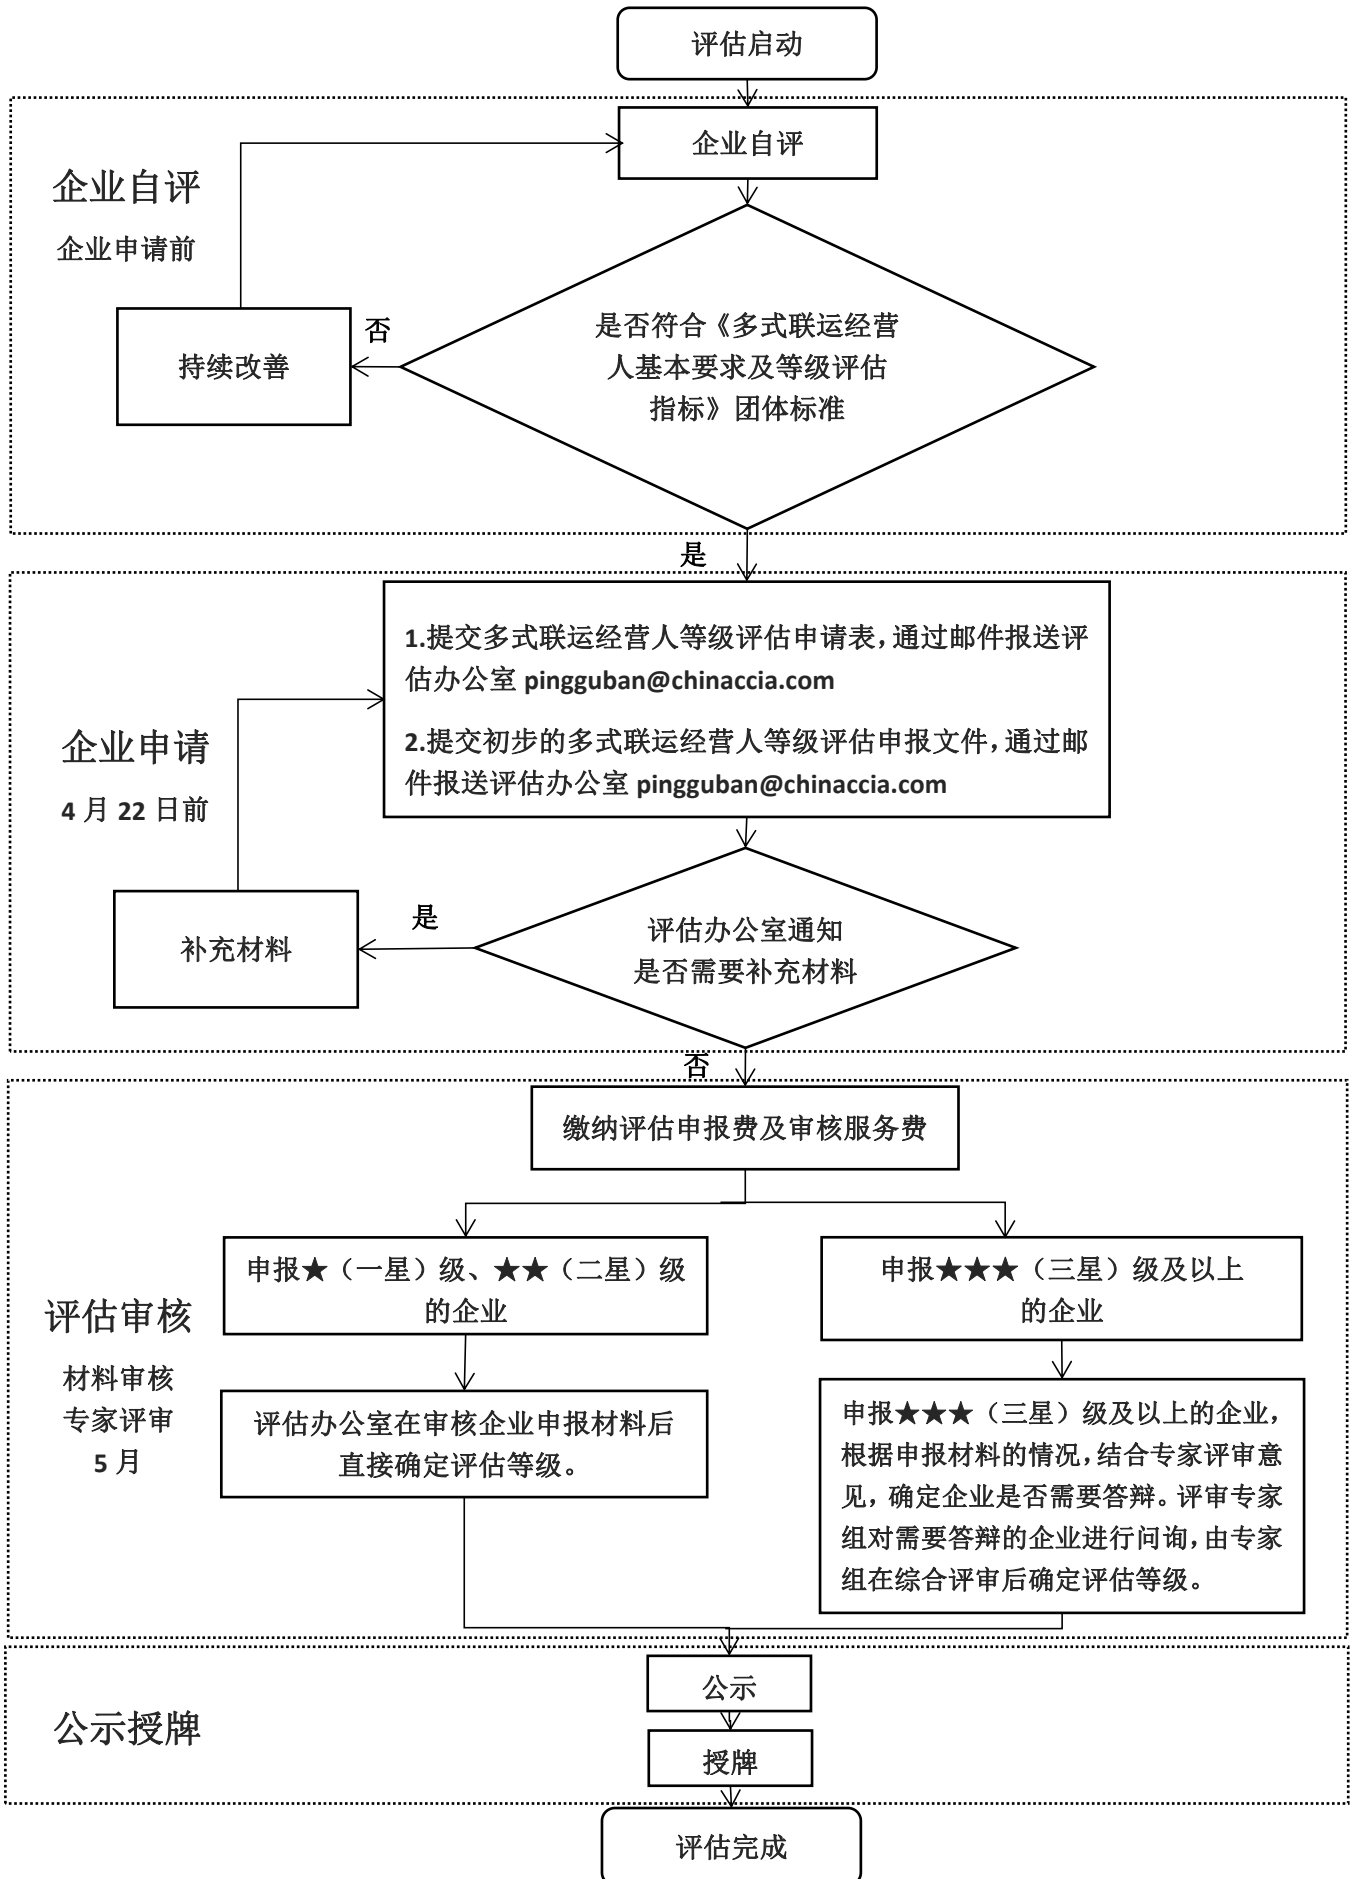 评估启动
企业自评
企业自评
企业申请前
是否符合《多式联运经营
人基本要求及等级评估
指标》团体标准
否
持续改善
是
1.提交多式联运经营人等级评估申请表，通过邮件报送评
估办公室 pingguban@chinaccia.com
2.提交初步的多式联运经营人等级评估申报文件，通过邮
件报送评估办公室 pingguban@chinaccia.com
企业申请
4 月 22 日前
评估办公室通知
是否需要补充材料
是
补充材料
否
缴纳评估申报费及审核服务费
申报★（一星）级、★★（二星）级
的企业
申报★★★（三星）级及以上
的企业
评估审核
材料审核
专家评审
5 月
评估办公室在审核企业申报材料后
直接确定评估等级。
申报★★★（三星）级及以上的企业，
根据申报材料的情况，结合专家评审意
见，确定企业是否需要答辩。评审专家
组对需要答辩的企业进行问询，由专家
组在综合评审后确定评估等级。
公示
公示授牌
授牌
评估完成